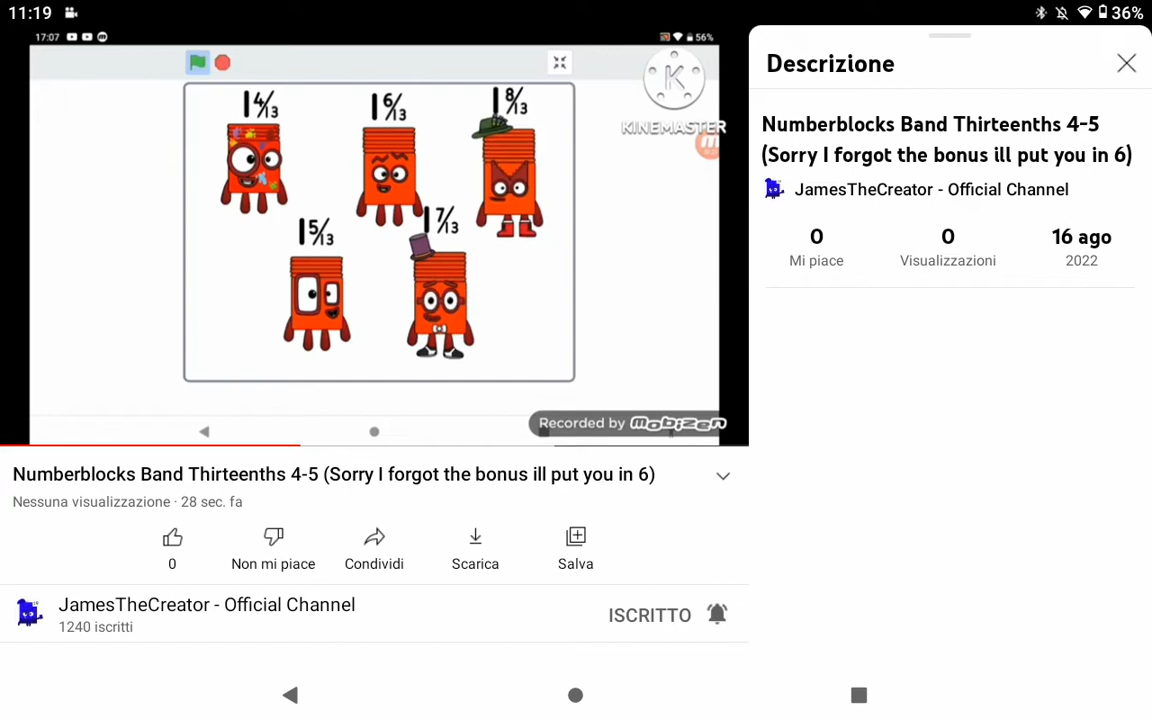 11:19
36%
17:07
56%
K
KINEMASTER
1 4/13
1 6/13
1 8/13
1 5/13
1 7/13
Recorded by mobizen
Numberblocks Band Thirteenths 4-5 (Sorry I forgot the bonus ill put you in 6)
Nessuna visualizzazione · 28 sec. fa
0
Non mi piace
Condividi
Scarica
Salva
JamesTheCreator - Official Channel
1240 iscritti
ISCRITTO
Descrizione
Numberblocks Band Thirteenths 4-5
(Sorry I forgot the bonus ill put you in 6)
JamesTheCreator - Official Channel
0
0
16 ago
Mi piace
Visualizzazioni
2022